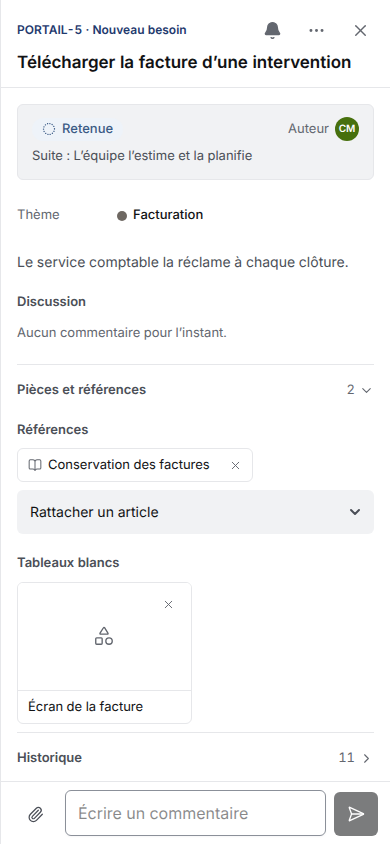 PORTAIL-5 · Nouveau besoin
Télécharger la facture d’une intervention
Retenue
Auteur CM
Suite : L’équipe l’estime et la planifie
Thème
Facturation
Le service comptable la réclame à chaque clôture.
Discussion
Aucun commentaire pour l’instant.
Pièces et références
2
Références
Conservation des factures
Rattacher un article
Tableaux blancs
Écran de la facture
Historique
11
Écrire un commentaire